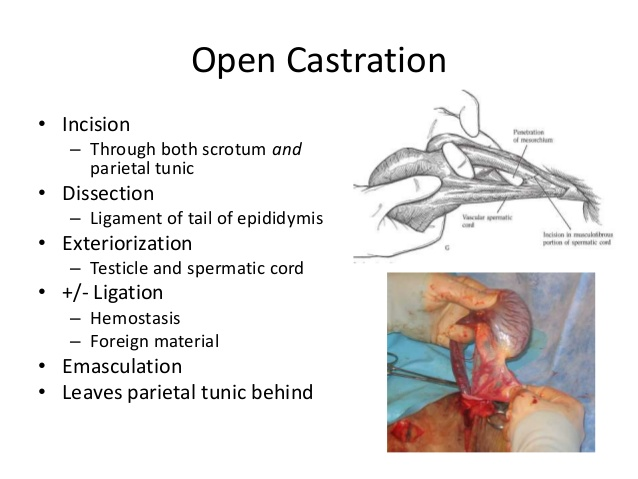 Open Castration
• Incision
– Through both scrotum and
parietal tunic
• Dissection
– Ligament of tail of epididymis
• Exteriorization
– Testicle and spermatic cord
• +/- Ligation
– Hemostasis
– Foreign material
• Emasculation
• Leaves parietal tunic behind
Penetration
of
mesorchium
Vascular spermatic
cord
Incision in musculofibrous
portion of spermatic cord
G